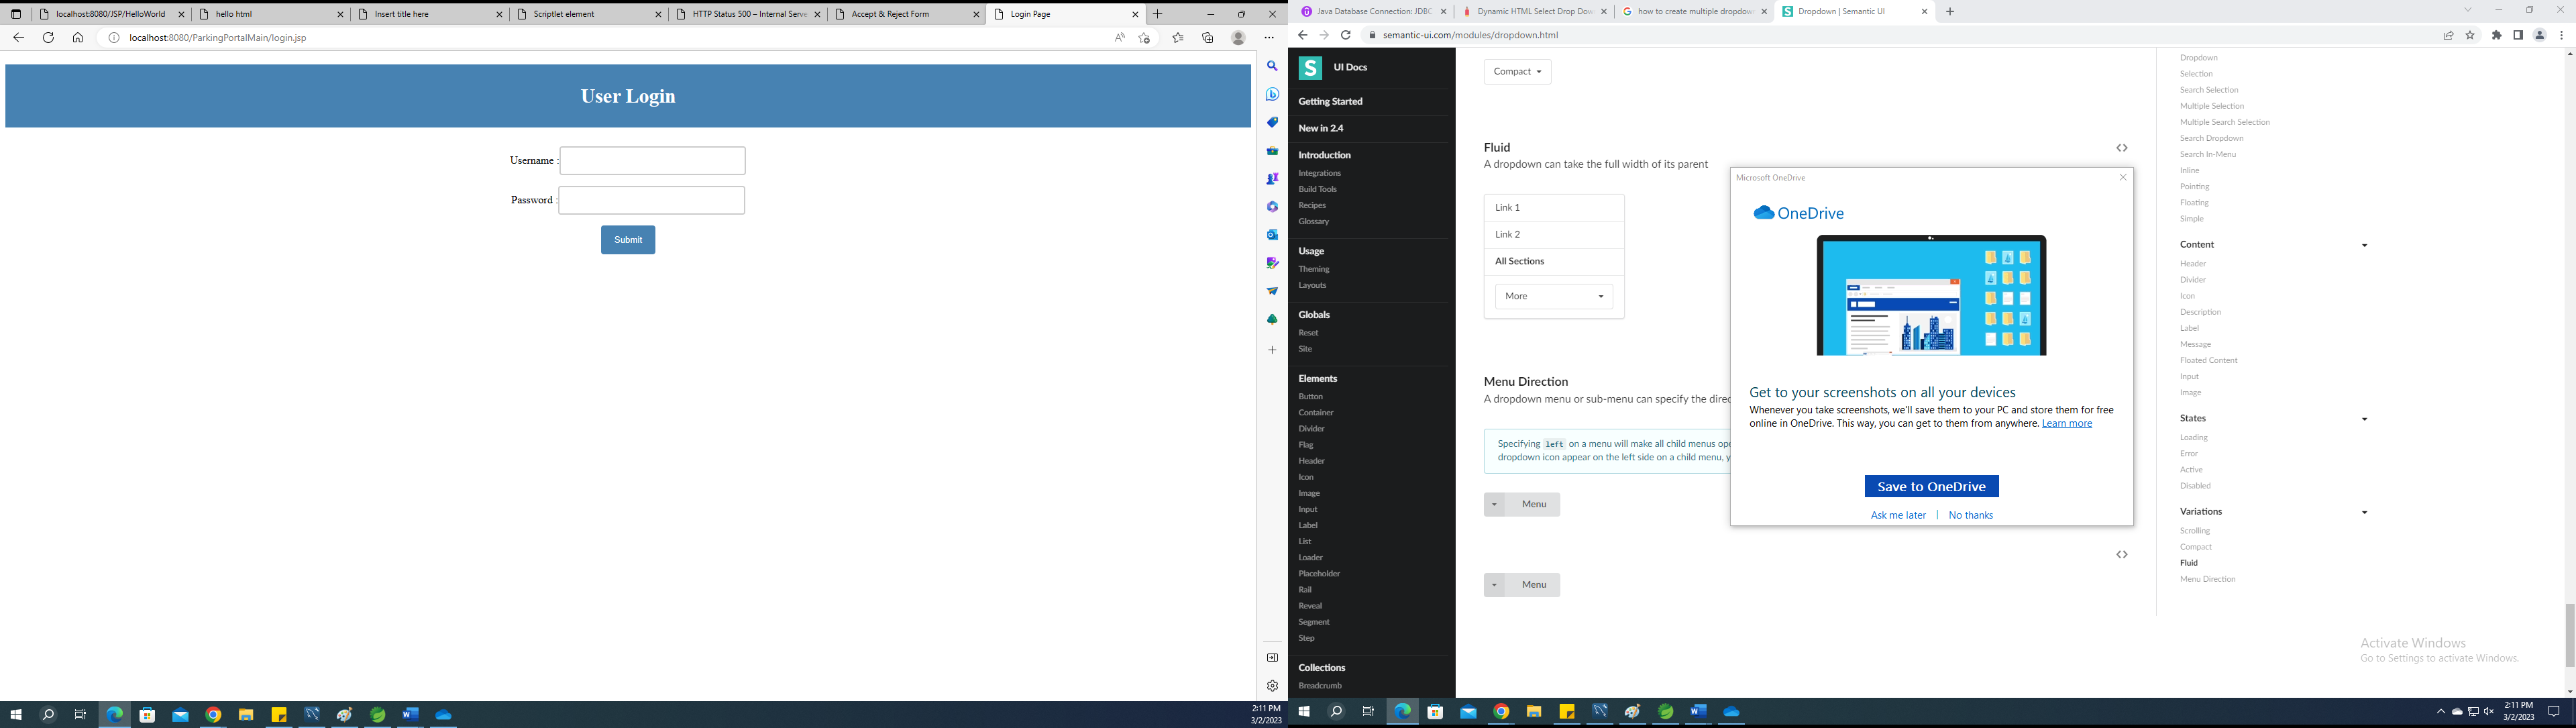 localhost:8080/JSP/HelloWorld
hello html
Insert title here
Scriptlet element
HTTP Status 500 – Internal Serve
Accept & Reject Form
Login Page
localhost:8080/ParkingPortalMain/login.jsp
User Login
Username :
Password :
Submit
2:11 PM
3/2/2023
Java Database Connection: JDBC
Dynamic HTML Select Drop Down
how to create multiple dropdown
Dropdown | Semantic UI
semantic-ui.com/modules/dropdown.html
UI Docs
Getting Started
New in 2.4
Introduction
Integrations
Build Tools
Recipes
Glossary
Usage
Theming
Layouts
Globals
Reset
Site
Elements
Button
Container
Divider
Flag
Header
Icon
Image
Input
Label
List
Loader
Placeholder
Rail
Reveal
Segment
Step
Collections
Breadcrumb
Compact
Fluid
A dropdown can take the full width of its parent
Link 1
Link 2
All Sections
More
Menu Direction
A dropdown menu or sub-menu can specify the direc
Specifying left on a menu will make all child menus ope
dropdown icon appear on the left side on a child menu, y
Menu
Menu
Microsoft OneDrive
OneDrive
Get to your screenshots on all your devices
Whenever you take screenshots, we'll save them to your PC and store them for free
online in OneDrive. This way, you can get to them from anywhere. Learn more
Save to OneDrive
Ask me later | No thanks
Dropdown
Selection
Search Selection
Multiple Selection
Multiple Search Selection
Search Dropdown
Search In-Menu
Inline
Pointing
Floating
Simple
Content
Header
Divider
Icon
Description
Label
Message
Floated Content
Input
Image
States
Loading
Error
Active
Disabled
Variations
Scrolling
Compact
Fluid
Menu Direction
Activate Windows
Go to Settings to activate Windows.
2:11 PM
3/2/2023